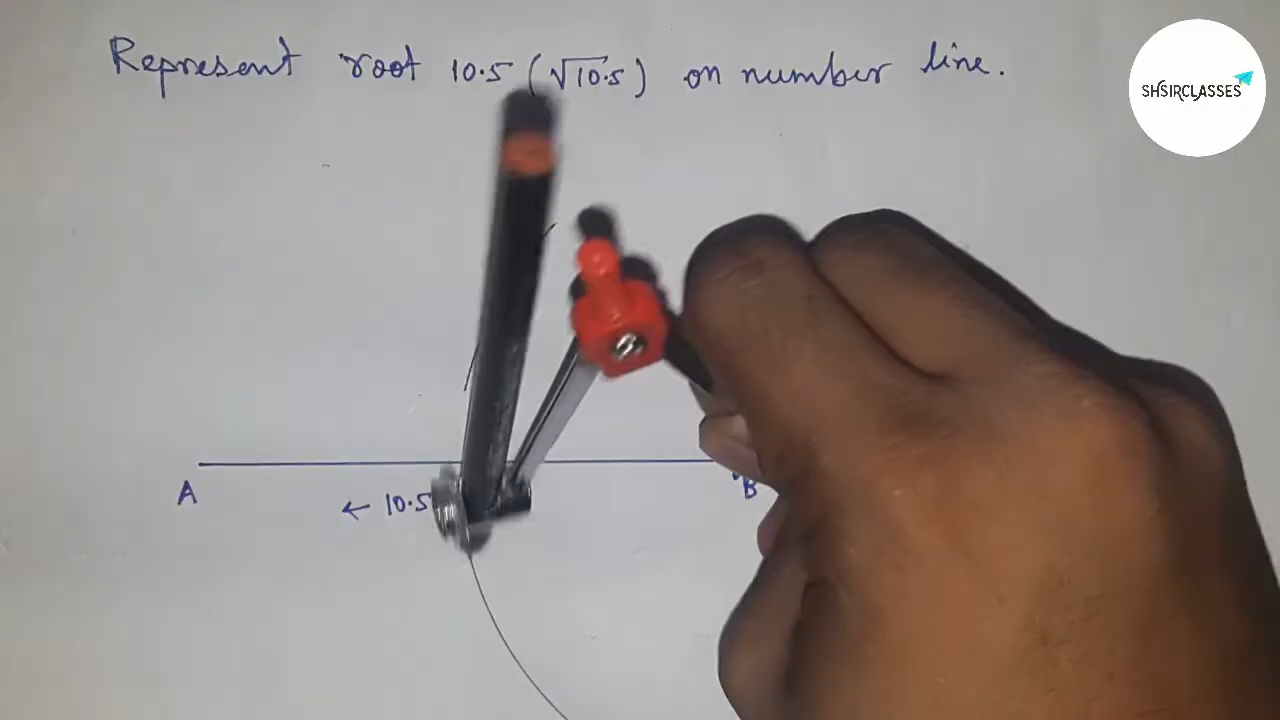 Represent root 10.5 (√10.5) on number line.
SHSIRCLASSES
A
B
← 10.5